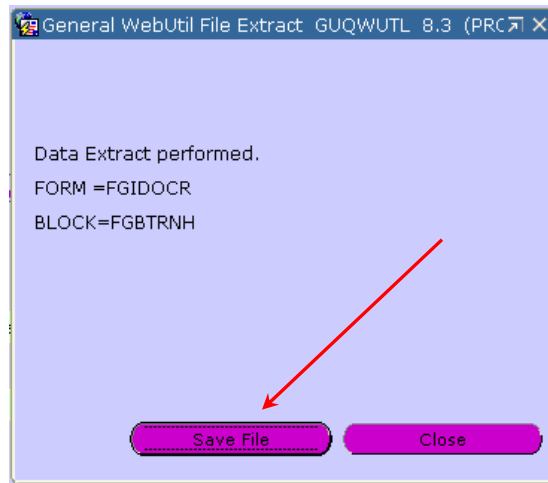 General WebUtil File Extract GUQWUTL 8.3 (PRC
Data Extract performed.
FORM =FGIDOCR
BLOCK=FGBTRNH
Save File
Close